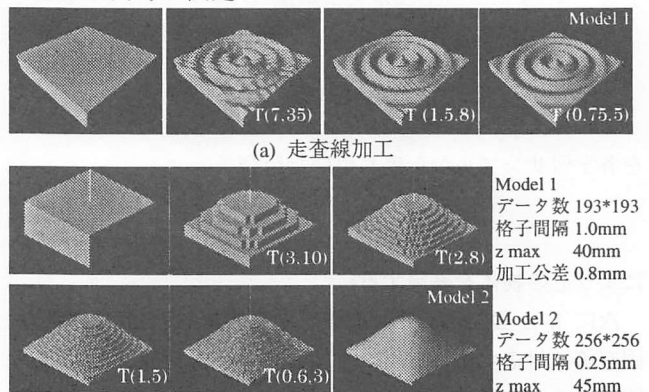 Model 1
T(7,35)
T(1.5,8)
T(0.75,5)
(a) 走査線加工
Model 1
データ数 193*193
格子間隔 1.0mm
z max 40mm
加工公差 0.8mm
T(3,10)
T(2,8)
Model 2
T(1,5)
T(0.6,3)
Model 2
データ数 256*256
格子間隔 0.25mm
z max 45mm